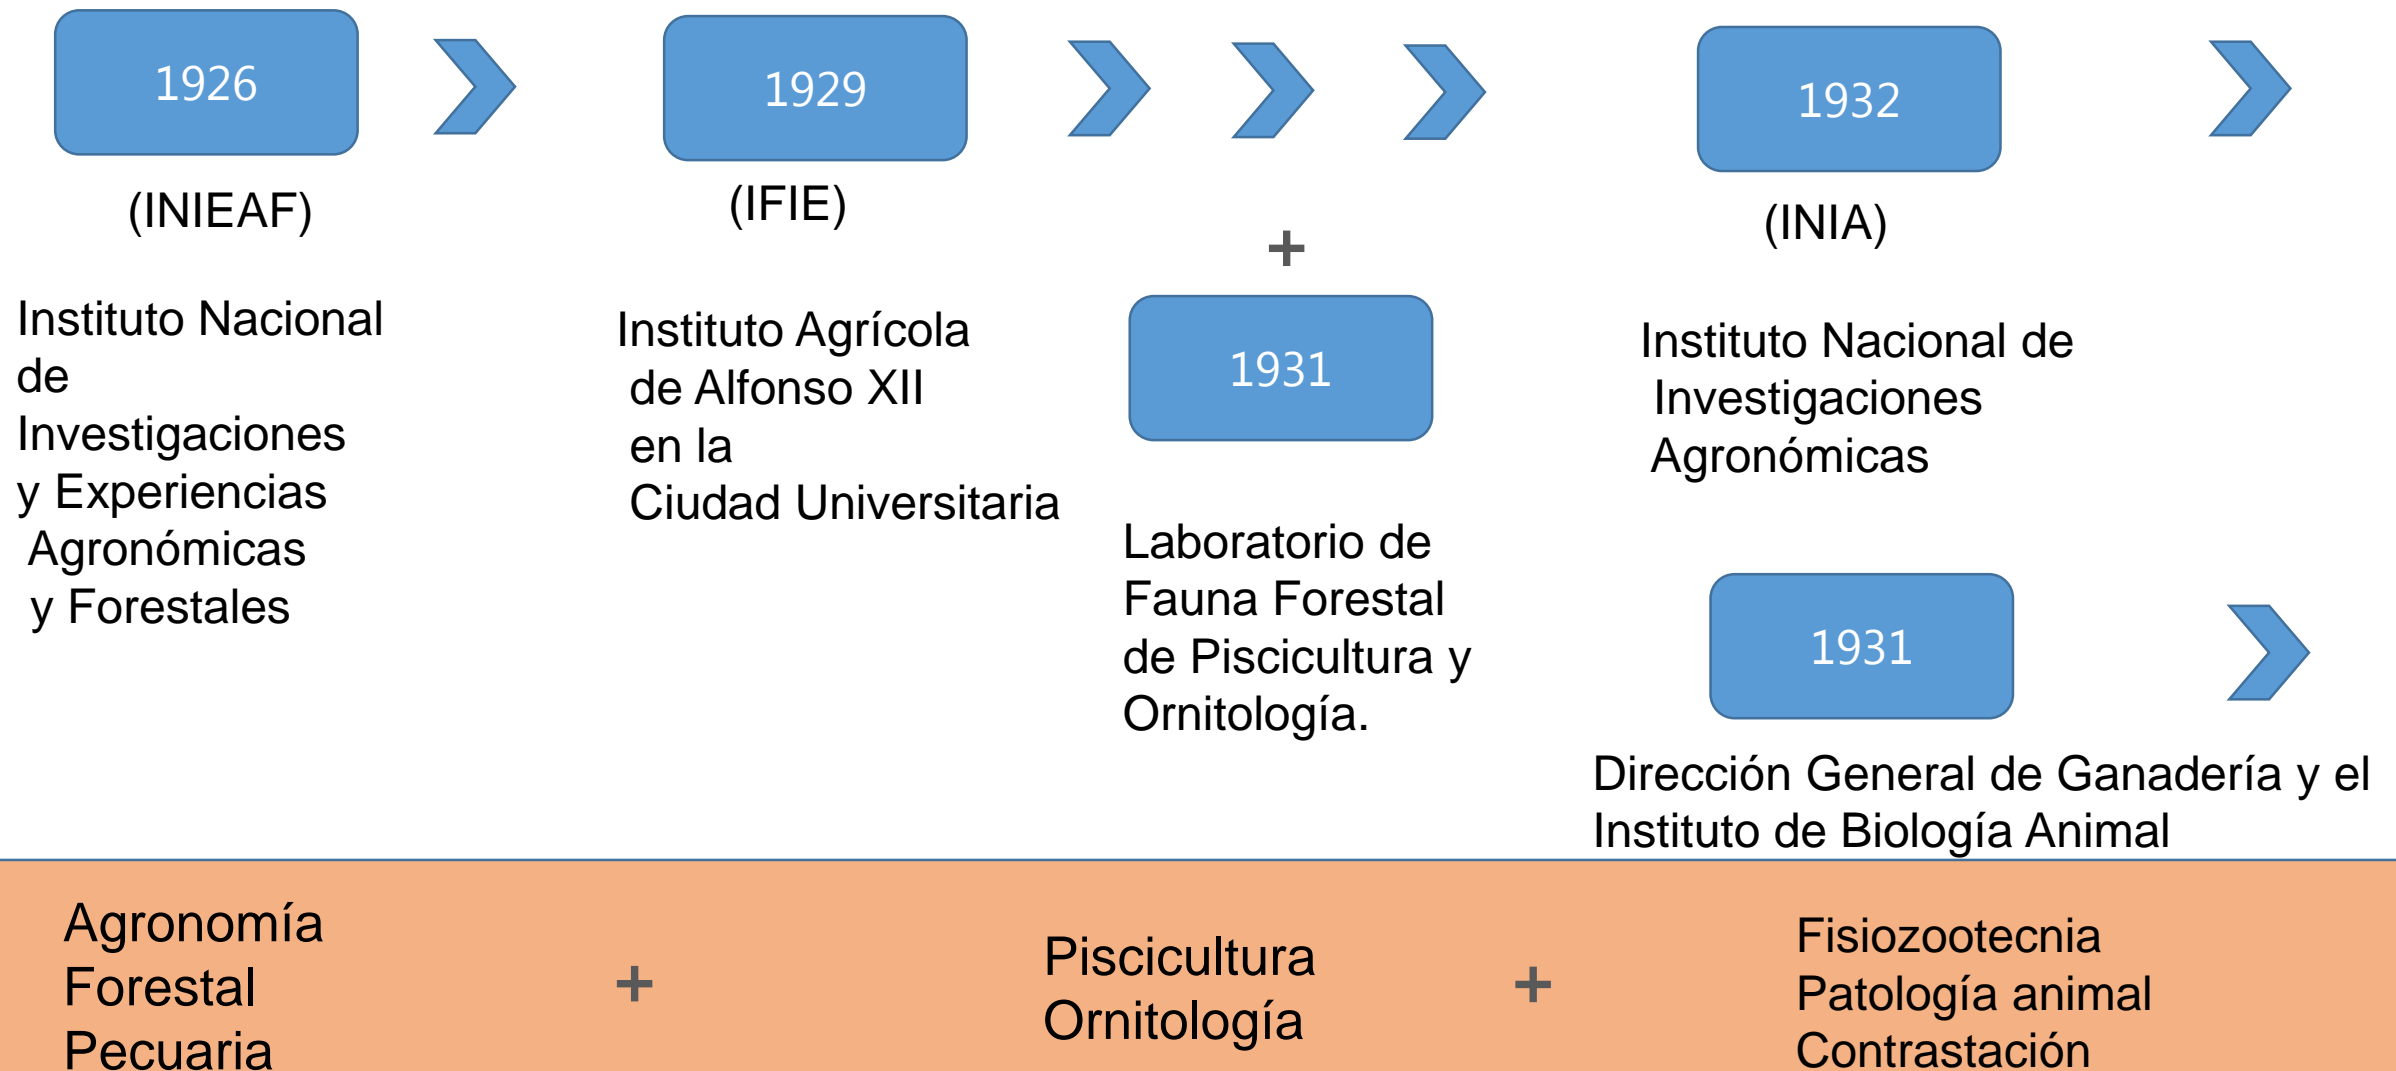 1926
(INIEAF)
Instituto Nacional
de
Investigaciones
y Experiencias
Agronómicas
y Forestales
1929
(IFIE)
Instituto Agrícola
de Alfonso XII
en la
Ciudad Universitaria
+
1931
Laboratorio de
Fauna Forestal
de Piscicultura y
Ornitología.
1932
(INIA)
Instituto Nacional de
Investigaciones
Agronómicas
1931
Dirección General de Ganadería y el
Instituto de Biología Animal
Agronomía
Forestal
Pecuaria
+
Piscicultura
Ornitología
+
Fisiozootecnia
Patología animal
Contrastación